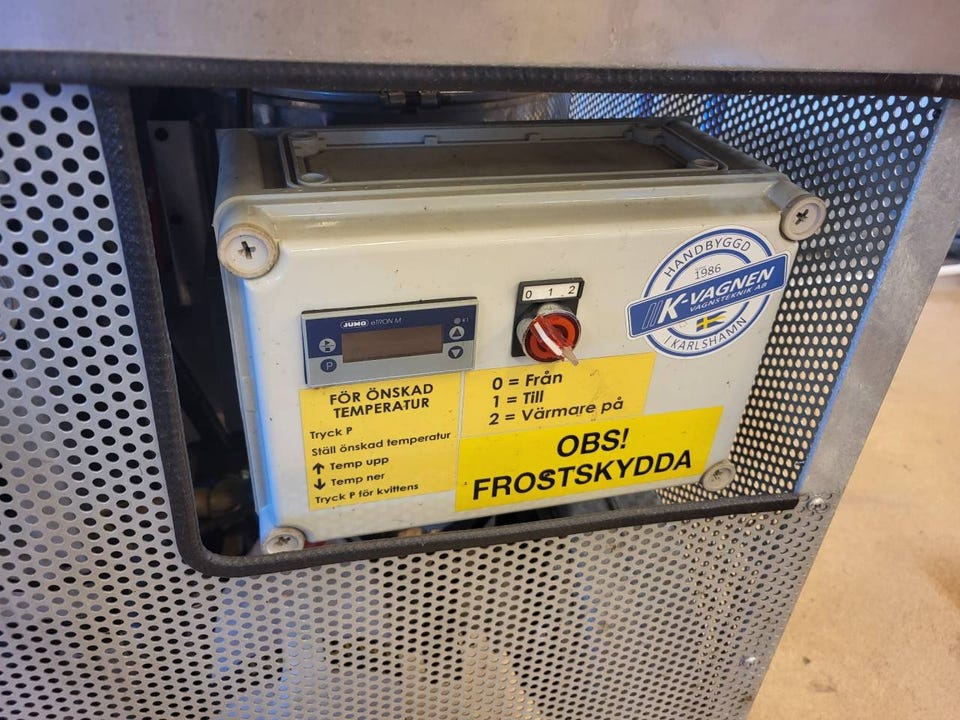 JUMO eTRON M
K1
P
FÖR ÖNSKAD
TEMPERATUR
Tryck P
Ställ önskad temperatur
↑ Temp upp
↓ Temp ner
Tryck P för kvittens
0 1 2
0 = Från
1 = Till
2 = Värmare på
OBS!
FROSTSKYDDA
HANDBYGGD
1986
K-VAGNEN
VAGNSTEKNIK AB
I KARLSHAMN